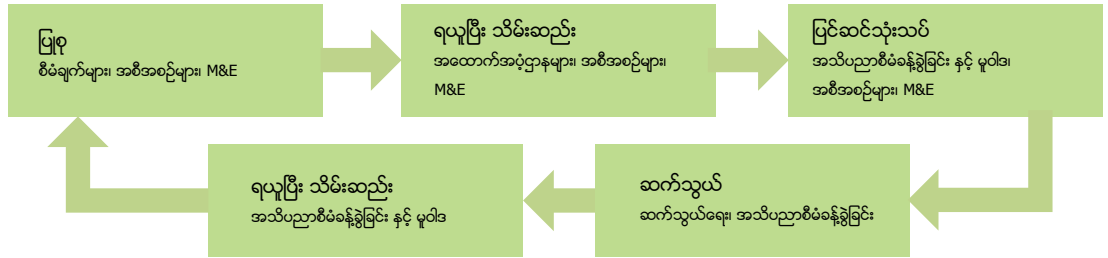 ပြုစု
စီမံချက်များ၊ အစီအစဉ်များ၊ M&E
ရယူပြီး သိမ်းဆည်း
အထောက်အပံ့ဌာနများ၊ အစီအစဉ်များ၊
M&E
ပြင်ဆင်သုံးသပ်
အသိပညာစီမံခန့်ခွဲခြင်း နှင့် မူဝါဒ၊
အစီအစဉ်များ၊ M&E
ဆက်သွယ်
ဆက်သွယ်ရေး၊ အသိပညာစီမံခန့်ခွဲခြင်း
ရယူပြီး သိမ်းဆည်း
အသိပညာစီမံခန့်ခွဲခြင်း နှင့် မူဝါဒ